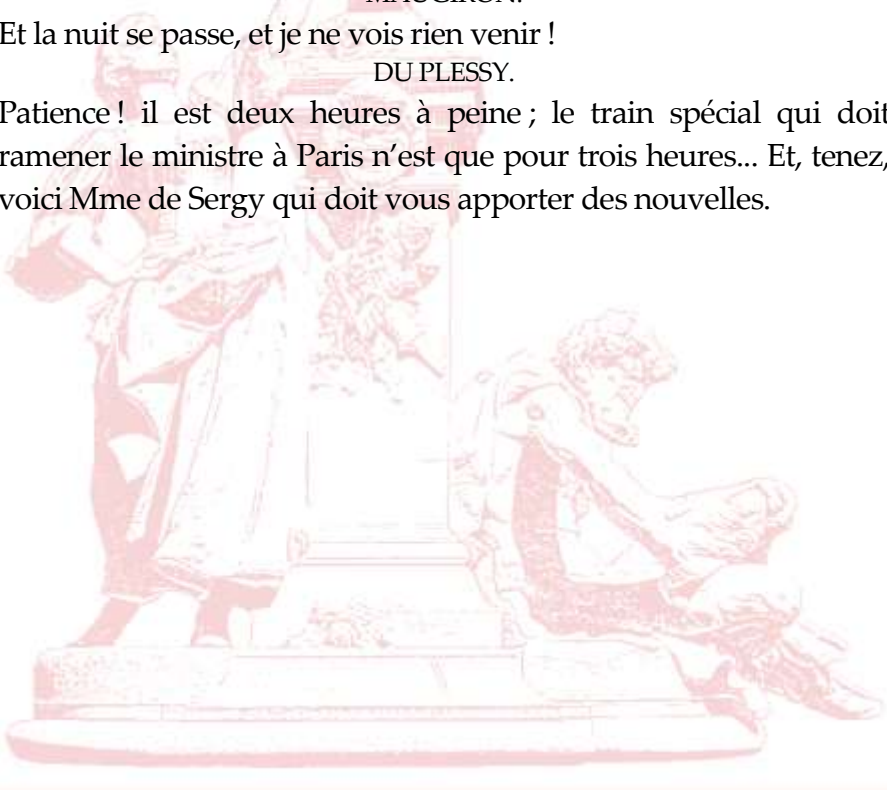 MAUGIRON.
Et la nuit se passe, et je ne vois rien venir !
DU PLESSY.
Patience ! il est deux heures à peine ; le train spécial qui doit
ramener le ministre à Paris n’est que pour trois heures... Et, tenez,
voici Mme de Sergy qui doit vous apporter des nouvelles.